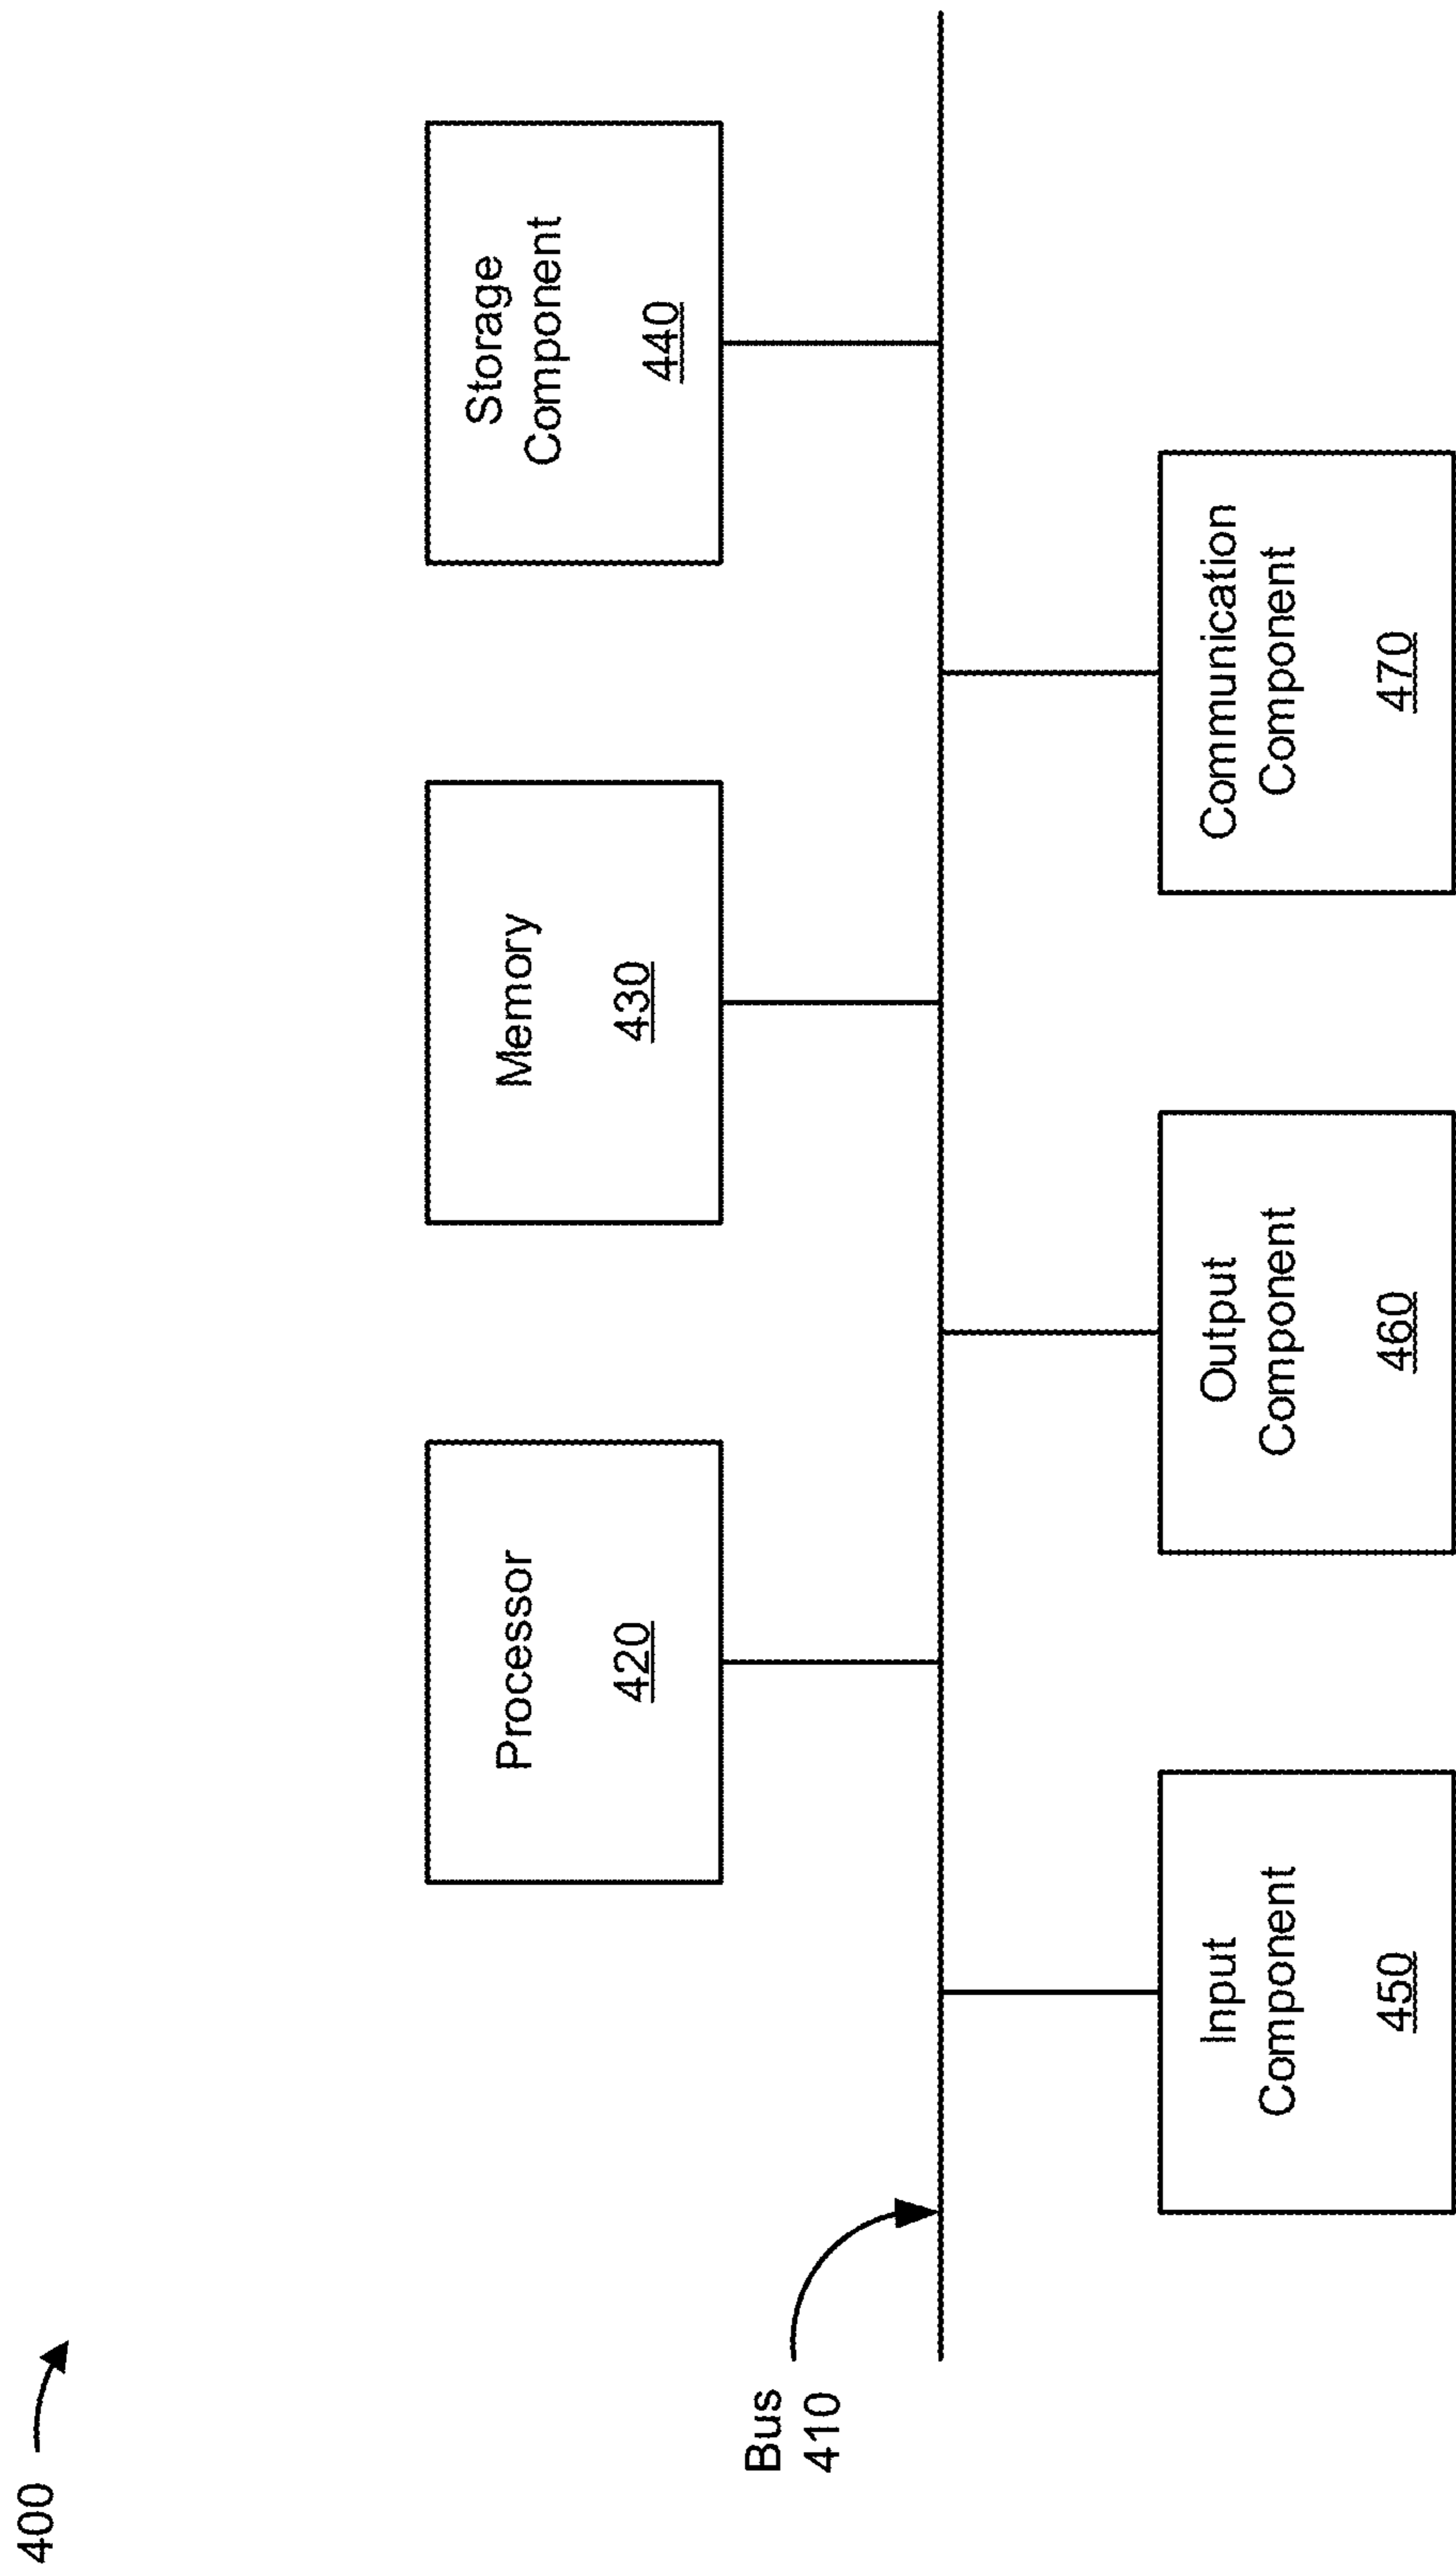 400
Processor
420
Memory
430
Storage
Component
440
Bus
410
Input
Component
450
Output
Component
460
Communication
Component
470